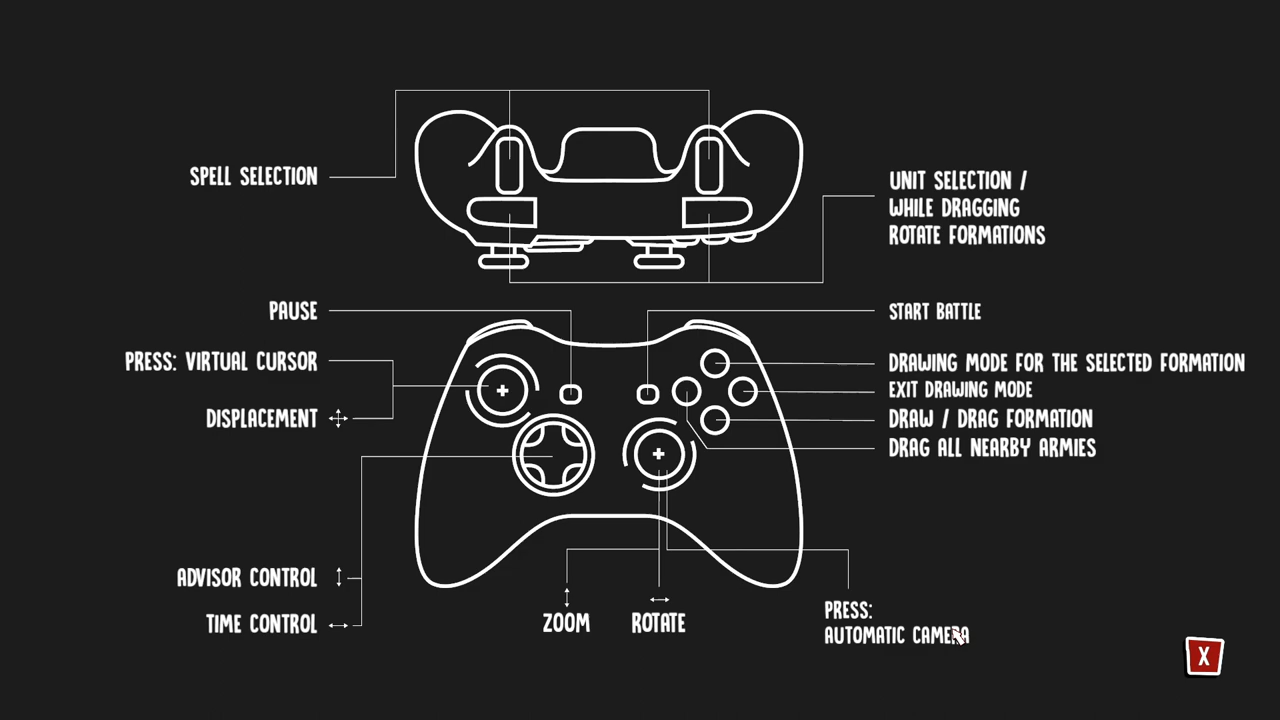 SPELL SELECTION
UNIT SELECTION /
WHILE DRAGGING
ROTATE FORMATIONS
PAUSE
START BATTLE
PRESS: VIRTUAL CURSOR
DRAWING MODE FOR THE SELECTED FORMATION
EXIT DRAWING MODE
DISPLACEMENT
DRAW / DRAG FORMATION
DRAG ALL NEARBY ARMIES
ADVISOR CONTROL
TIME CONTROL
ZOOM
ROTATE
PRESS:
AUTOMATIC CAMERA
X